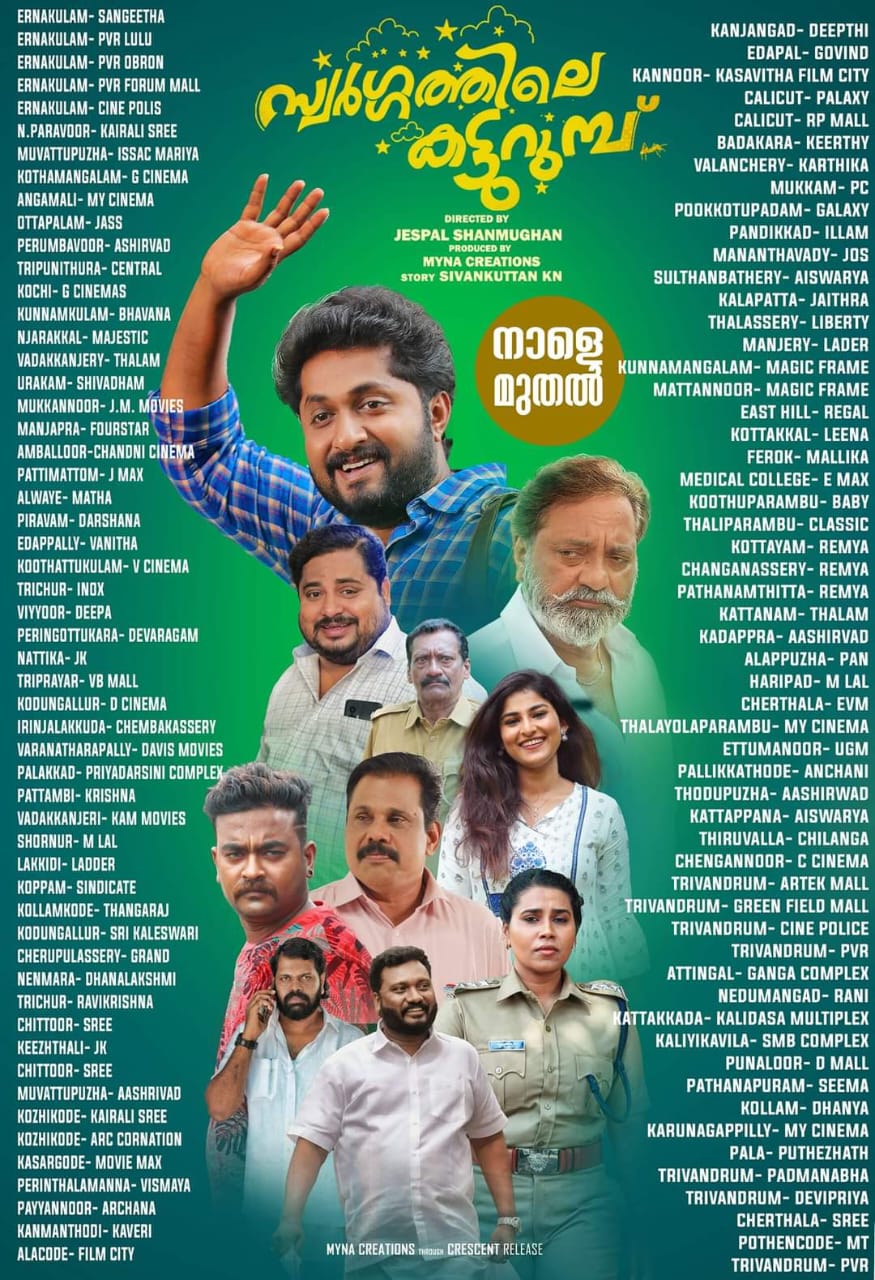 ERNAKULAM- SANGEETHA
ERNAKULAM- PVR LULU
ERNAKULAM- PVR OBRON
ERNAKULAM- PVR FORUM MALL
ERNAKULAM- CINE POLIS
N.PARAVOOR- KAIRALI SREE
MUVATTUPUZHA- ISSAC MARIYA
KOTHAMANGALAM- G CINEMA
ANGAMALI- MY CINEMA
OTTAPALAM- JASS
PERUMBAVOOR- ASHIRVAD
TRIPUNITHURA- CENTRAL
KOCHI- G CINEMAS
KUNNAMKULAM- BHAVANA
NJARAKKAL- MAJESTIC
VADAKKANJERY- THALAM
URAKAM- SHIVADHAM
MUKKANNOOR- J.M. MOVIES
MANJAPRA- FOURSTAR
AMBALLOOR-CHANDNI CINEMA
PATTIMATTOM- J MAX
ALWAYE- MATHA
PIRAVAM- DARSHANA
EDAPPALLY- VANITHA
KOOTHATTUKULAM- V CINEMA
TRICHUR- INOX
VIYYOOR- DEEPA
PERINGOTTUKARA- DEVARAGAM
NATTIKA- JK
TRIPRAYAR- VB MALL
KODUNGALLUR- D CINEMA
IRINJALAKKUDA- CHEMBAKASSERY
VARANATHARAPALLY- DAVIS MOVIES
PALAKKAD- PRIYADARSINI COMPLEX
PATTAMBI- KRISHNA
VADAKKANJERI- KAM MOVIES
SHORNUR- M LAL
LAKKIDI- LADDER
KOPPAM- SINDICATE
KOLLAMKODE- THANGARAJ
KODUNGALLUR- SRI KALESWARI
CHERUPULASSERY- GRAND
NENMARA- DHANALAKSHMI
TRICHUR- RAVIKRISHNA
CHITTOOR- SREE
KEEZHTHALI- JK
CHITTOOR- SREE
MUVATTUPUZHA- AASHRIVAD
KOZHIKODE- KAIRALI SREE
KOZHIKODE- ARC CORNATION
KASARGODE- MOVIE MAX
PERINTHALAMANNA- VISMAYA
PAYYANNOOR- ARCHANA
KANMANTHODI- KAVERI
ALACODE- FILM CITY
സ്വർഗ്ഗത്തിലെ
കട്ടുറുമ്പ്
DIRECTED BY
JESPAL SHANMUGHAN
PRODUCED BY
MYNA CREATIONS
STORY SIVANKUTTAN KN
നാളെ
മുതൽ
KANJANGAD- DEEPTHI
EDAPAL- GOVIND
KANNOOR- KASAVITHA FILM CITY
CALICUT- PALAXY
CALICUT- RP MALL
BADAKARA- KEERTHY
VALANCHERY- KARTHIKA
MUKKAM- PC
POOKKOTUPADAM- GALAXY
PANDIKKAD- ILLAM
MANANTHAVADY- JOS
SULTHANBATHERY- AISWARYA
KALAPATTA- JAITHRA
THALASSERY- LIBERTY
MANJERY- LADER
KUNNAMANGALAM- MAGIC FRAME
MATTANNOOR- MAGIC FRAME
EAST HILL- REGAL
KOTTAKKAL- LEENA
FEROK- MALLIKA
MEDICAL COLLEGE- E MAX
KOOTHUPARAMBU- BABY
THALIPARAMBU- CLASSIC
KOTTAYAM- REMYA
CHANGANASSERY- REMYA
PATHANAMTHITTA- REMYA
KATTANAM- THALAM
KADAPPRA- AASHIRVAD
ALAPPUZHA- PAN
HARIPAD- M LAL
CHERTHALA- EVM
THALAYOLAPARAMBU- MY CINEMA
ETTUMANOOR- UGM
PALLIKKATHODE- ANCHANI
THODUPUZHA- AASHIRWAD
KATTAPPANA- AISWARYA
THIRUVALLA- CHILANGA
CHENGANNOOR- C CINEMA
TRIVANDRUM- ARTEK MALL
TRIVANDRUM- GREEN FIELD MALL
TRIVANDRUM- CINE POLICE
TRIVANDRUM- PVR
ATTINGAL- GANGA COMPLEX
NEDUMANGAD- RANI
KATTAKKADA- KALIDASA MULTIPLEX
KALIYIKAVILA- SMB COMPLEX
PUNALOOR- D MALL
PATHANAPURAM- SEEMA
KOLLAM- DHANYA
KARUNAGAPPILLY- MY CINEMA
PALA- PUTHEZHATH
TRIVANDRUM- PADMANABHA
TRIVANDRUM- DEVIPRIYA
CHERTHALA- SREE
POTHENCODE- MT
TRIVANDRUM- PVR
MYNA CREATIONS THROUGH CRESCENT RELEASE